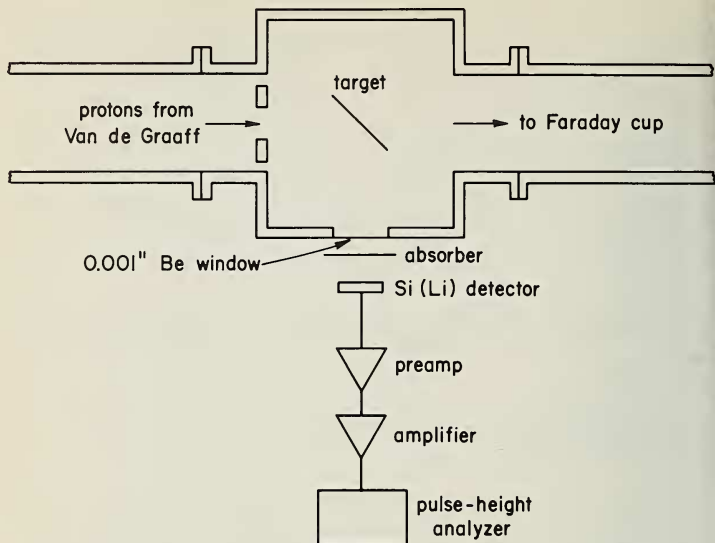 target
protons from
Van de Graaff
to Faraday cup
0.001" Be window
absorber
Si (Li) detector
preamp
amplifier
pulse-height
analyzer